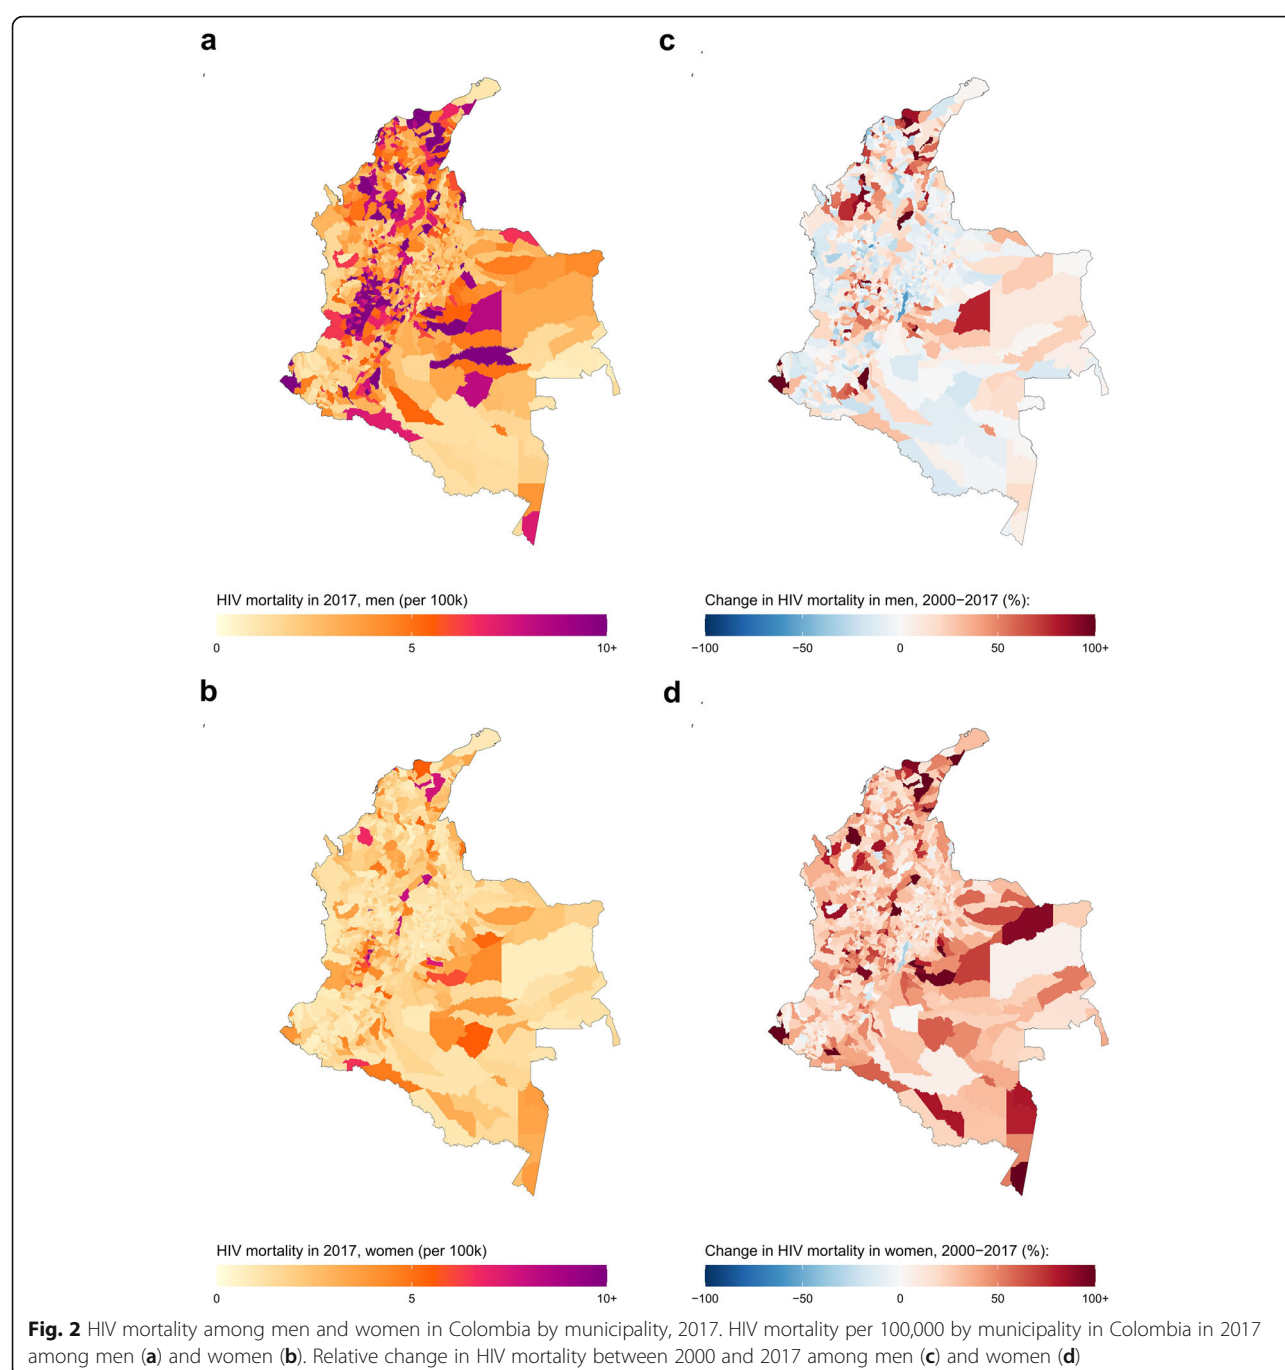 a
c
HIV mortality in 2017, men (per 100k)
0 5 10+
Change in HIV mortality in men, 2000−2017 (%):
−100 −50 0 50 100+
b
d
HIV mortality in 2017, women (per 100k)
0 5 10+
Change in HIV mortality in women, 2000−2017 (%):
−100 −50 0 50 100+
Fig. 2 HIV mortality among men and women in Colombia by municipality, 2017. HIV mortality per 100,000 by municipality in Colombia in 2017
among men (a) and women (b). Relative change in HIV mortality between 2000 and 2017 among men (c) and women (d)